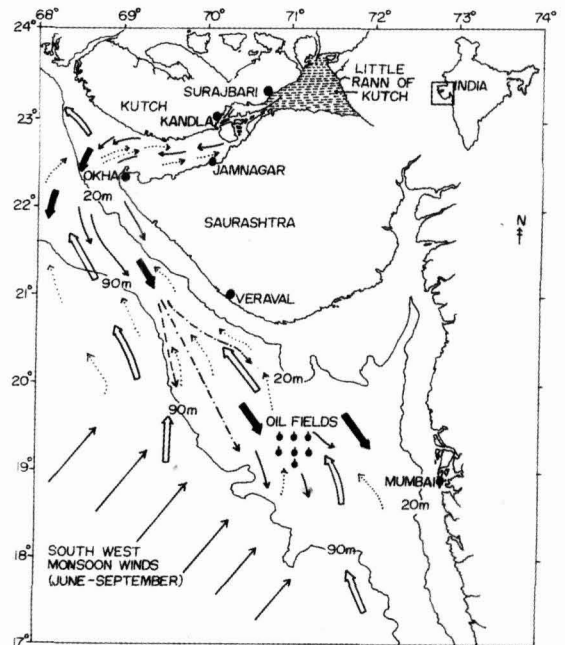 68° 69° 70° 71° 72° 73° 74°
24°
23°
22°
21°
20°
19°
18°
17°
LITTLE
RANN OF
KUTCH
INDIA
SURAJBARI
KUTCH
KANDLA
OKHA
JAMNAGAR
20m
SAURASHTRA
N
90m
VERAVAL
20m
90m
OIL FIELDS
MUMBAI
20m
90m
SOUTH WEST
MONSOON WINDS
(JUNE-SEPTEMBER)